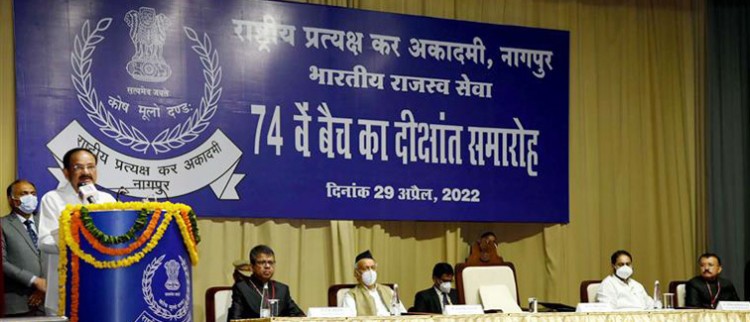 राष्ट्रीय प्रत्यक्ष कर अकादमी, नागपुर
भारतीय राजस्व सेवा
74 वें बैच का दीक्षांत समारोह
दिनांक 29 अप्रैल, 2022
सत्यमेव जयते
कोष मूलो दण्ड:
राष्ट्रीय प्रत्यक्ष कर अकादमी
नागपुर